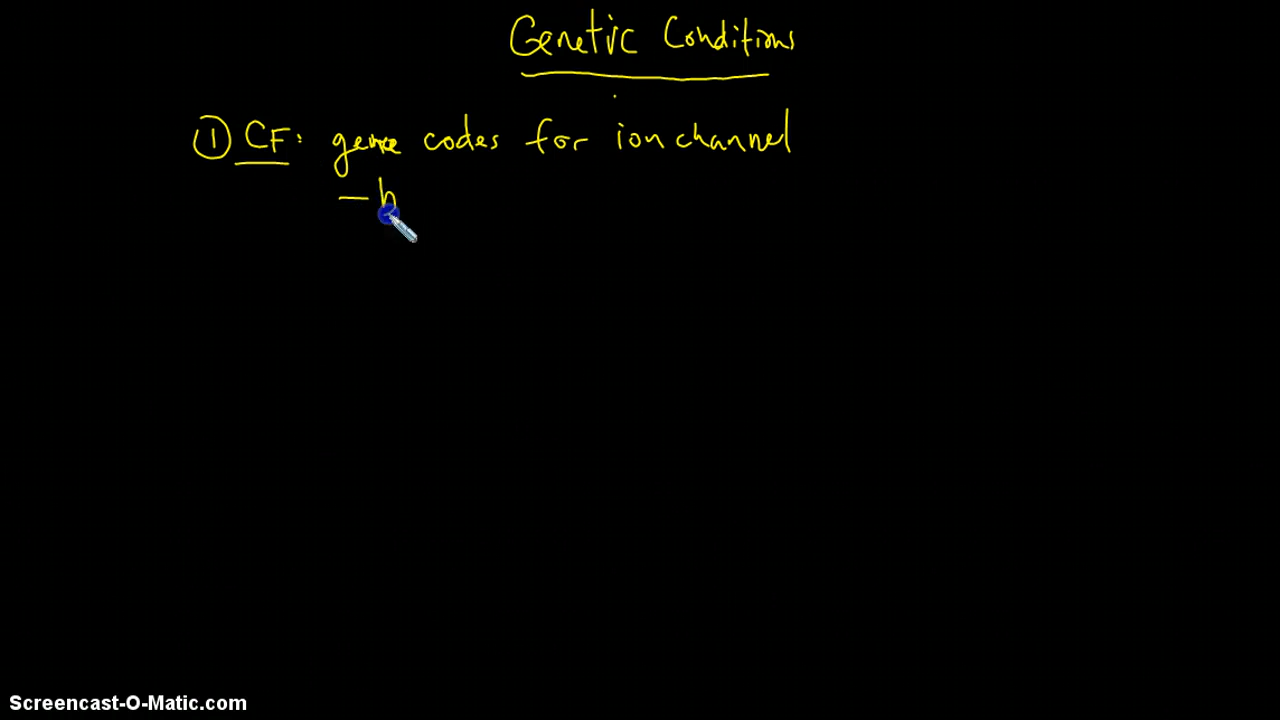 Genetic Conditions
① CF: gene codes for ion channel
– h
Screencast-O-Matic.com